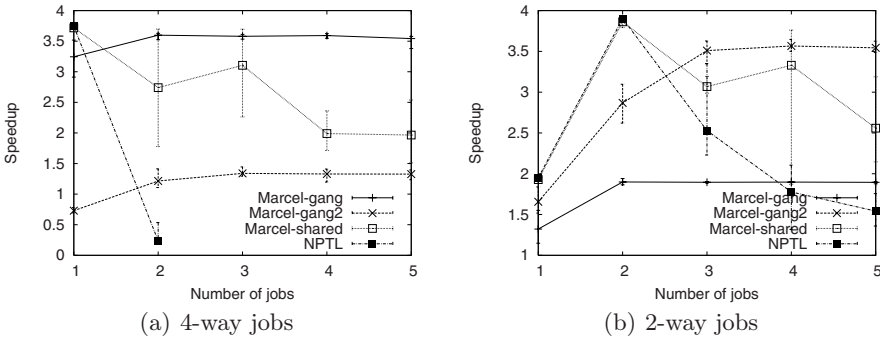 4
3.5
3
2.5
2
1.5
1
0.5
0
Speedup
Marcel-gang
Marcel-gang2
Marcel-shared
NPTL
1 2 3 4 5
Number of jobs
(a) 4-way jobs
4
3.5
3
2.5
2
1.5
1
Speedup
Marcel-gang
Marcel-gang2
Marcel-shared
NPTL
1 2 3 4 5
Number of jobs
(b) 2-way jobs